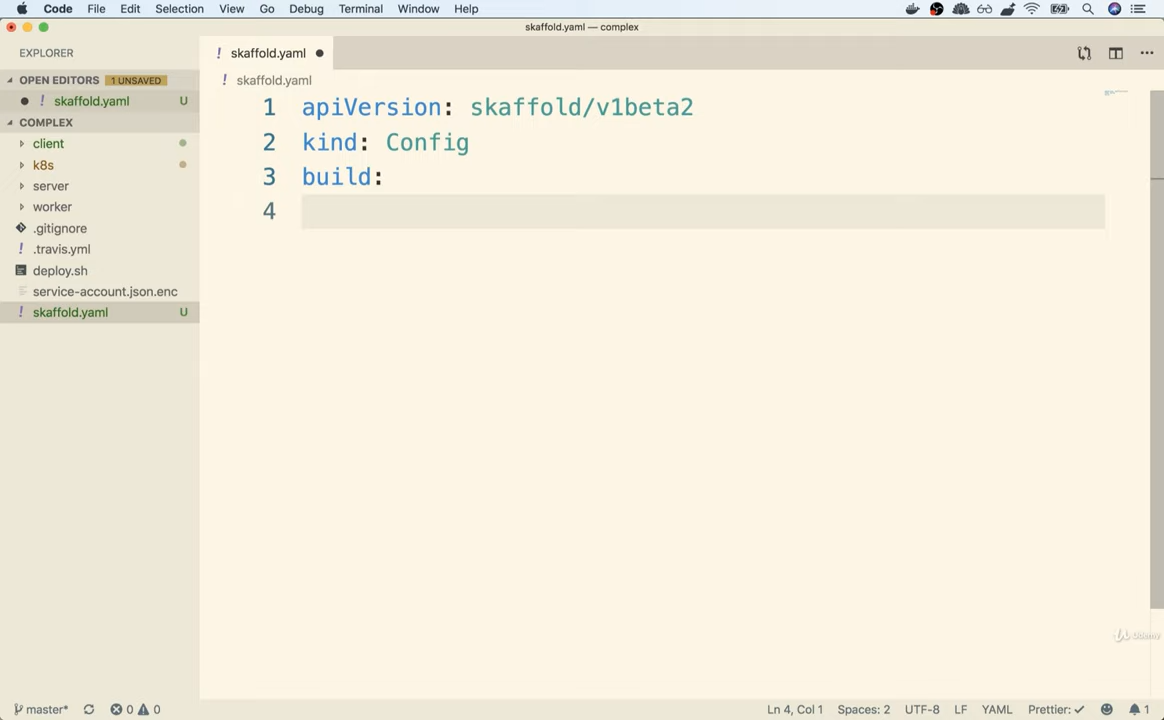 Code File Edit Selection View Go Debug Terminal Window Help
skaffold.yaml — complex
EXPLORER
! skaffold.yaml
OPEN EDITORS 1 UNSAVED
! skaffold.yaml
! skaffold.yaml U
COMPLEX
client
k8s
server
worker
.gitignore
! .travis.yml
deploy.sh
service-account.json.enc
! skaffold.yaml U
1 apiVersion: skaffold/v1beta2
2 kind: Config
3 build:
4
Udemy
master* 0 0 Ln 4, Col 1 Spaces: 2 UTF-8 LF YAML Prettier: ✓ 1